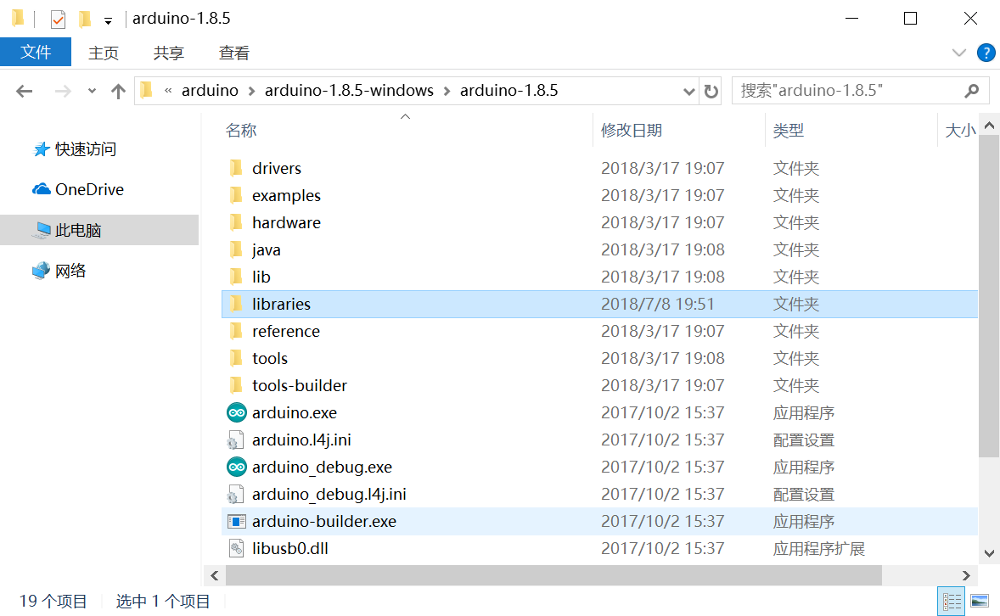 arduino-1.8.5
文件 主页 共享 查看
« arduino > arduino-1.8.5-windows > arduino-1.8.5 搜索"arduino-1.8.5"
名称 修改日期 类型 大小
快速访问
OneDrive
此电脑
网络
drivers 2018/3/17 19:07 文件夹
examples 2018/3/17 19:07 文件夹
hardware 2018/3/17 19:07 文件夹
java 2018/3/17 19:08 文件夹
lib 2018/3/17 19:08 文件夹
libraries 2018/7/8 19:51 文件夹
reference 2018/3/17 19:07 文件夹
tools 2018/3/17 19:08 文件夹
tools-builder 2018/3/17 19:07 文件夹
arduino.exe 2017/10/2 15:37 应用程序
arduino.l4j.ini 2017/10/2 15:37 配置设置
arduino_debug.exe 2017/10/2 15:37 应用程序
arduino_debug.l4j.ini 2017/10/2 15:37 配置设置
arduino-builder.exe 2017/10/2 15:37 应用程序
libusb0.dll 2017/10/2 15:37 应用程序扩展
19 个项目 选中 1 个项目